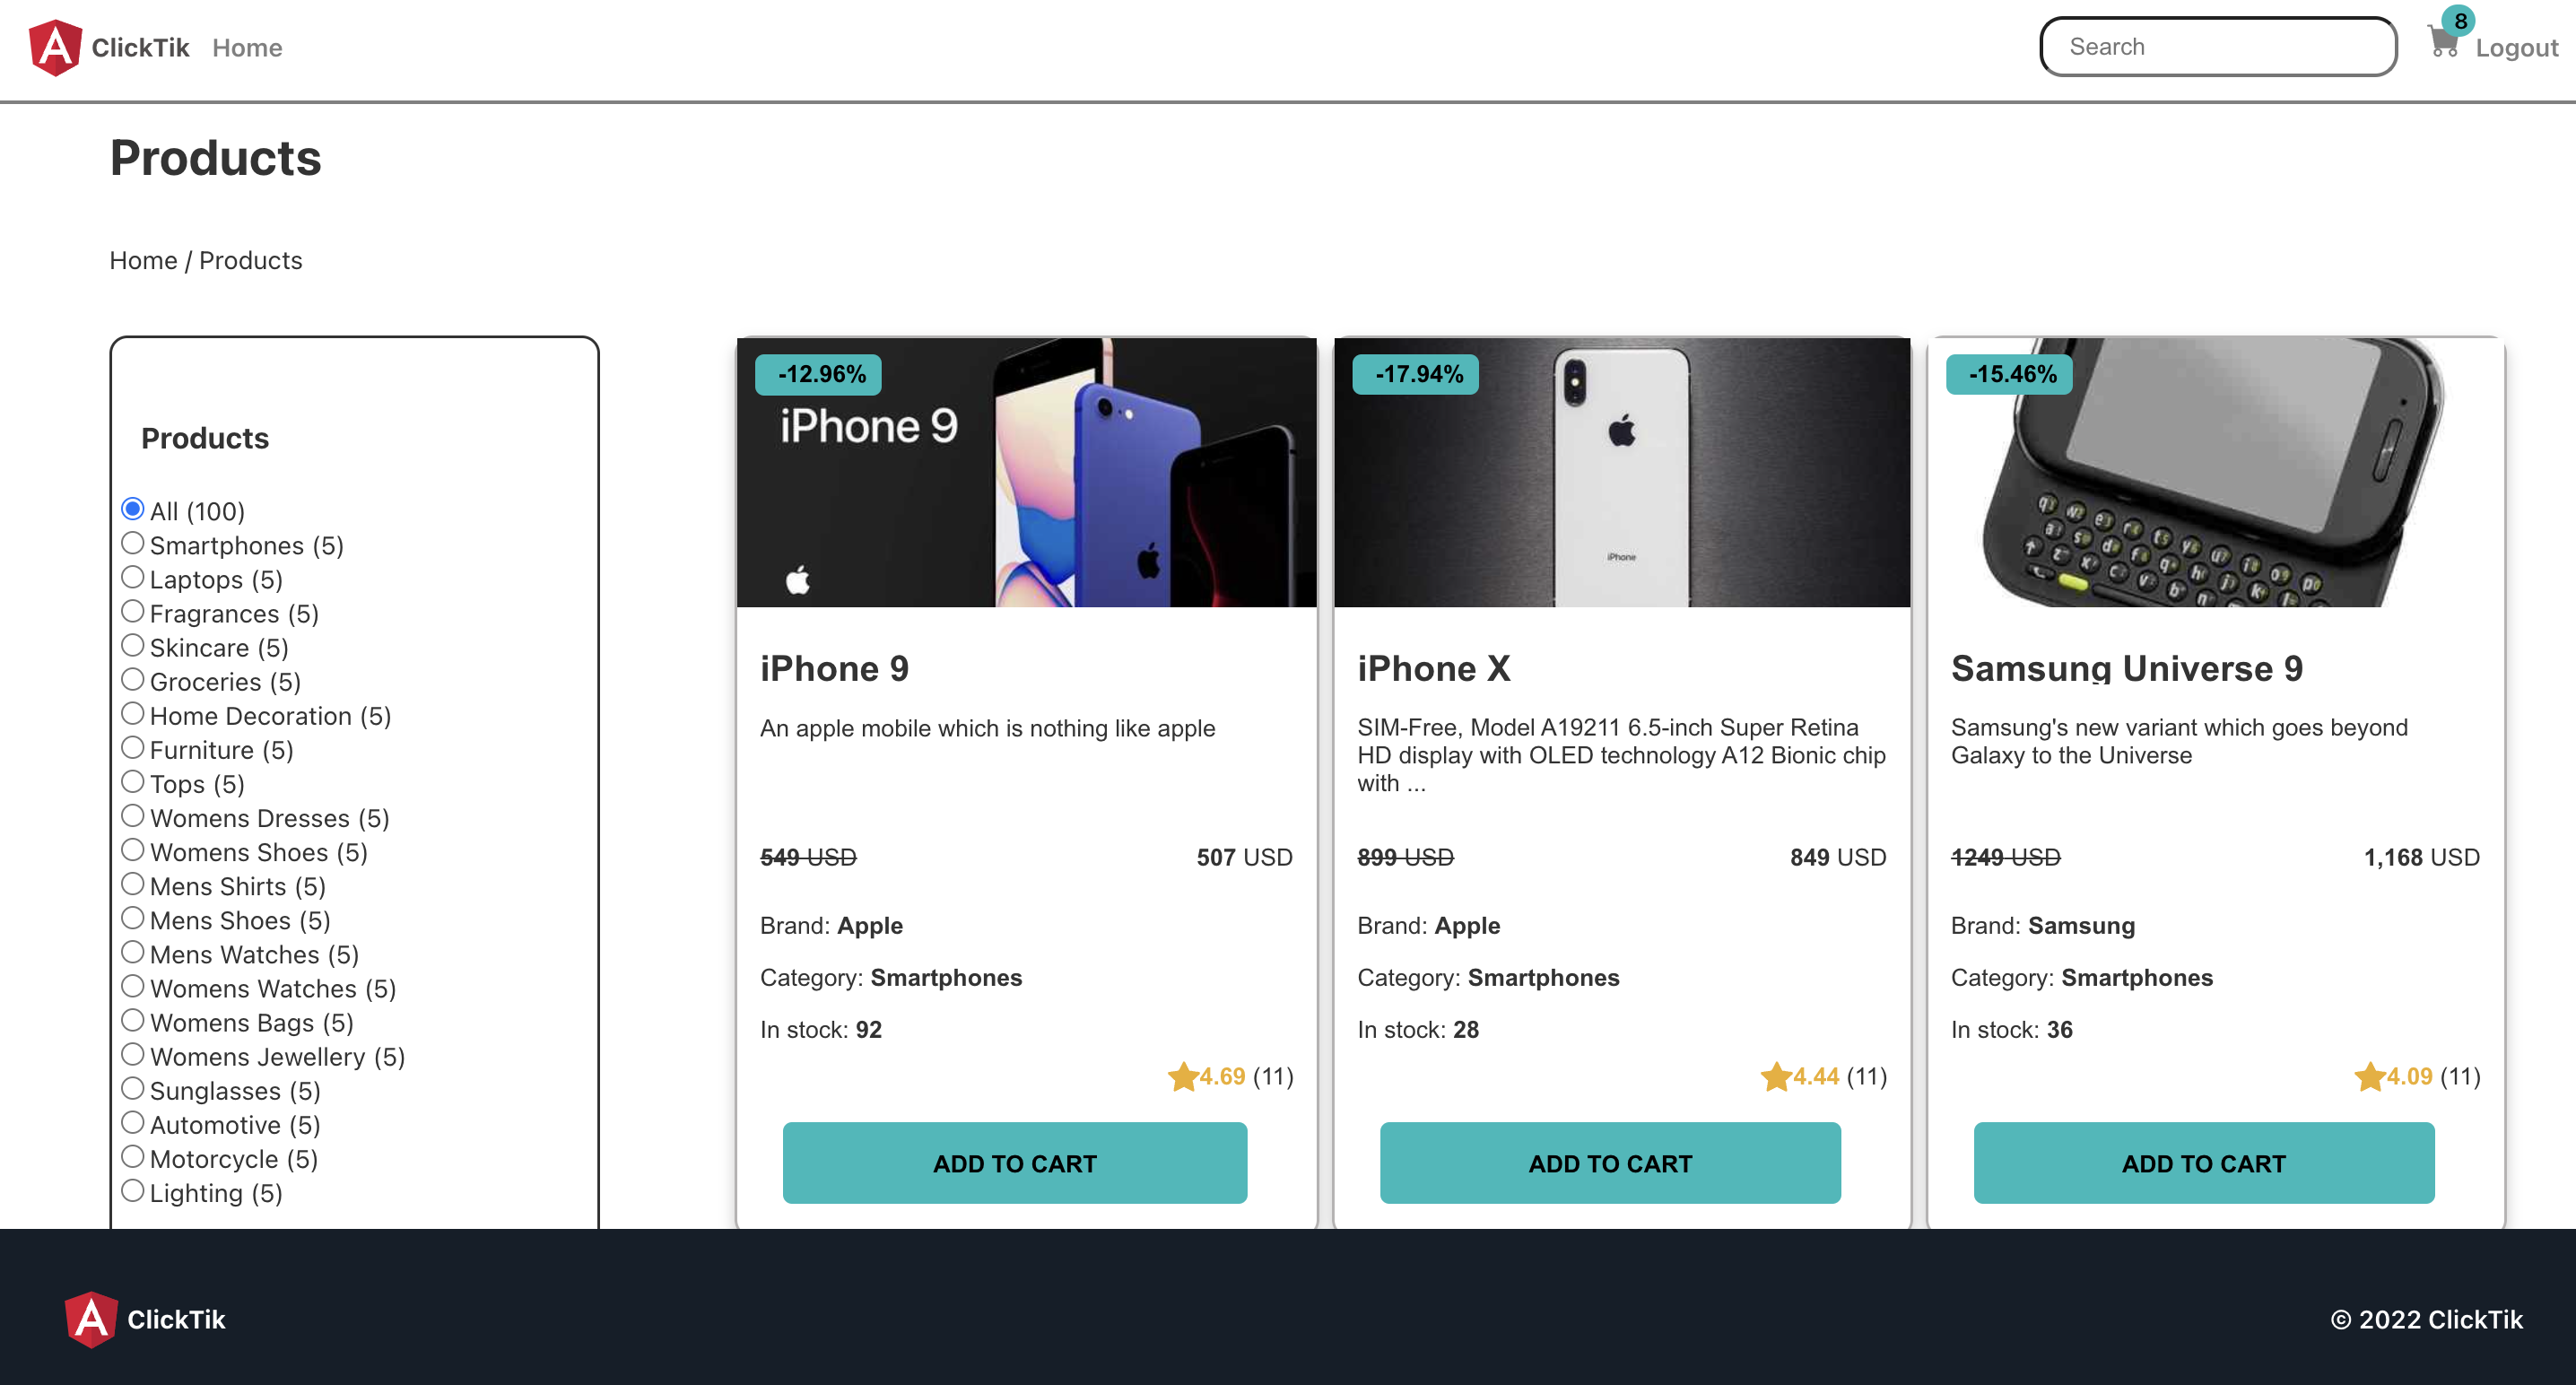 ClickTik Home Search 8 Logout
Products
Home / Products
Products
All (100)
Smartphones (5)
Laptops (5)
Fragrances (5)
Skincare (5)
Groceries (5)
Home Decoration (5)
Furniture (5)
Tops (5)
Womens Dresses (5)
Womens Shoes (5)
Mens Shirts (5)
Mens Shoes (5)
Mens Watches (5)
Womens Watches (5)
Womens Bags (5)
Womens Jewellery (5)
Sunglasses (5)
Automotive (5)
Motorcycle (5)
Lighting (5)
-12.96%
iPhone 9
iPhone 9
An apple mobile which is nothing like apple
549 USD 507 USD
Brand: Apple
Category: Smartphones
In stock: 92
4.69 (11)
ADD TO CART
-17.94%
iPhone
iPhone X
SIM-Free, Model A19211 6.5-inch Super Retina
HD display with OLED technology A12 Bionic chip
with ...
899 USD 849 USD
Brand: Apple
Category: Smartphones
In stock: 28
4.44 (11)
ADD TO CART
-15.46%
Samsung Universe 9
Samsung's new variant which goes beyond
Galaxy to the Universe
1249 USD 1,168 USD
Brand: Samsung
Category: Smartphones
In stock: 36
4.09 (11)
ADD TO CART
ClickTik © 2022 ClickTik